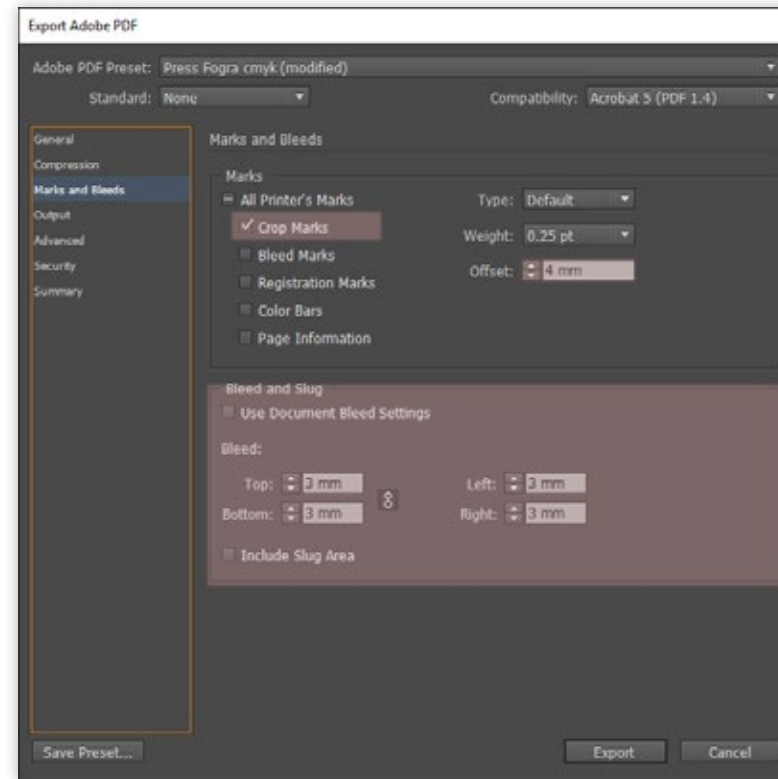 Export Adobe PDF
Adobe PDF Preset: Press Fogra cmyk (modified)
Standard: None Compatibility: Acrobat 5 (PDF 1.4)
General
Compression
Marks and Bleeds
Output
Advanced
Security
Summary
Marks and Bleeds
Marks
All Printer's Marks
Crop Marks
Bleed Marks
Registration Marks
Color Bars
Page Information
Type: Default
Weight: 0.25 pt
Offset: 4 mm
Bleed and Slug
Use Document Bleed Settings
Bleed:
Top: 3 mm Left: 3 mm
Bottom: 3 mm Right: 3 mm
Include Slug Area
Save Preset... Export Cancel